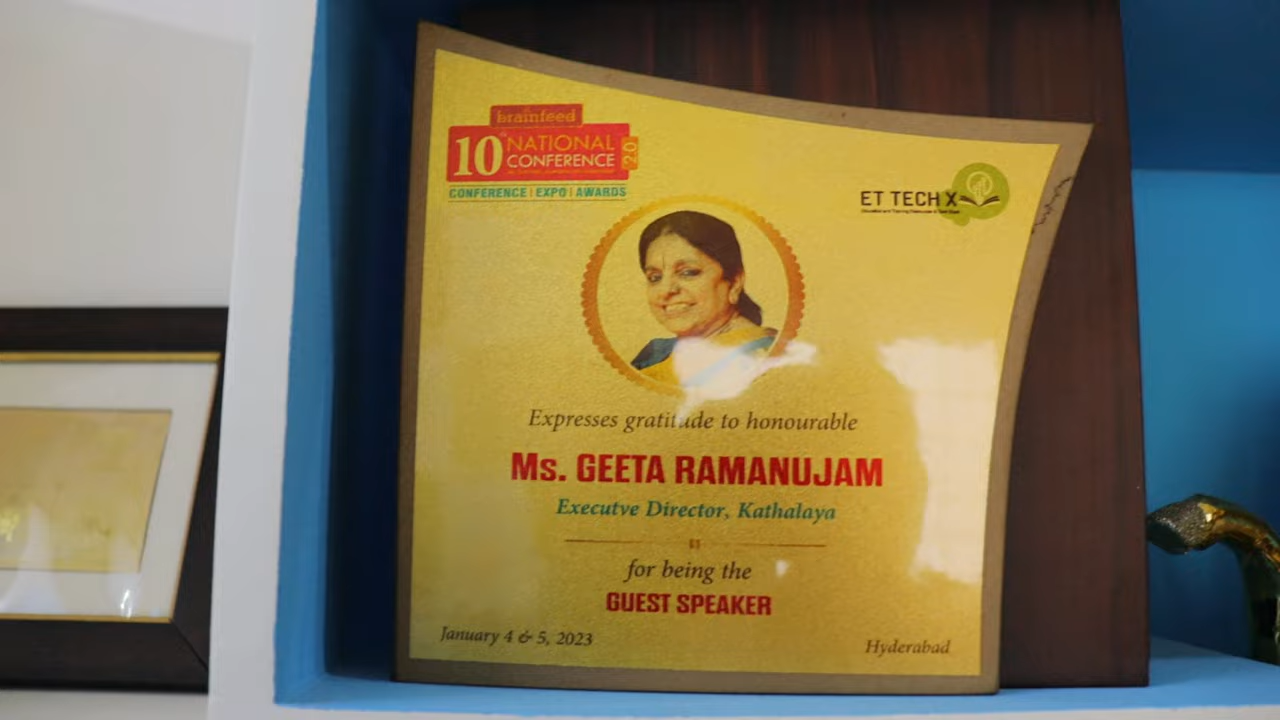 brainfeed
10th NATIONAL
CONFERENCE
2.0
CONFERENCE | EXPO | AWARDS
ET TECH X
Expresses gratitude to honourable
Ms. GEETA RAMANUJAM
Executve Director, Kathalaya
for being the
GUEST SPEAKER
January 4 & 5, 2023
Hyderabad